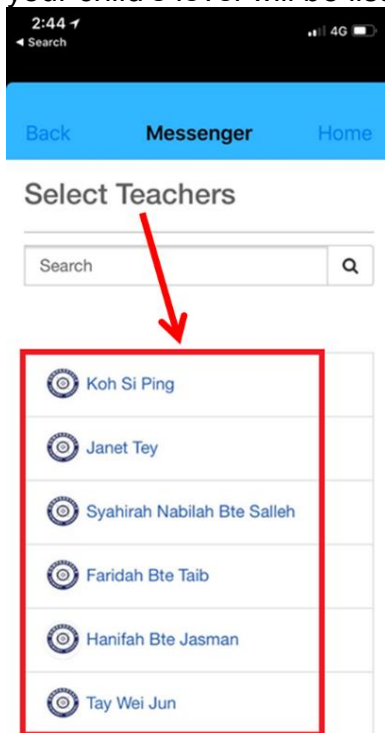 2:44
Search
4G
Back Messenger Home
Select Teachers
Search
Koh Si Ping
Janet Tey
Syahirah Nabilah Bte Salleh
Faridah Bte Taib
Hanifah Bte Jasman
Tay Wei Jun